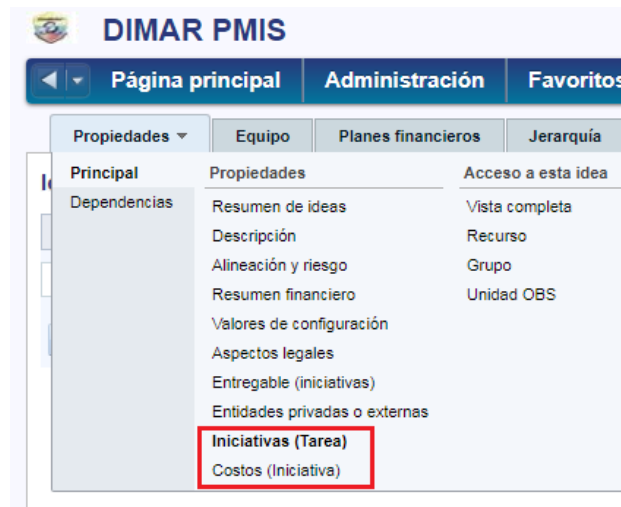 DIMAR PMIS
Página principal Administración Favoritos
Propiedades Equipo Planes financieros Jerarquía
Principal Propiedades Acceso a esta idea
Dependencias Resumen de ideas Vista completa
Descripción Recurso
Alineación y riesgo Grupo
Resumen financiero Unidad OBS
Valores de configuración
Aspectos legales
Entregable (iniciativas)
Entidades privadas o externas
Iniciativas (Tarea)
Costos (Iniciativa)